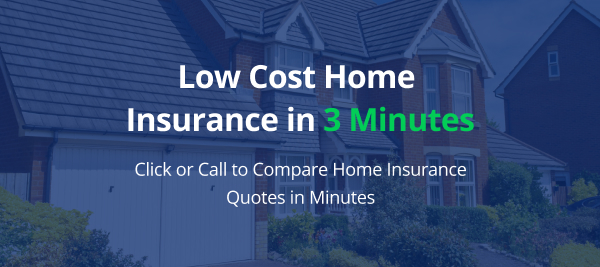 Low Cost Home
Insurance in 3 Minutes
Click or Call to Compare Home Insurance
Quotes in Minutes